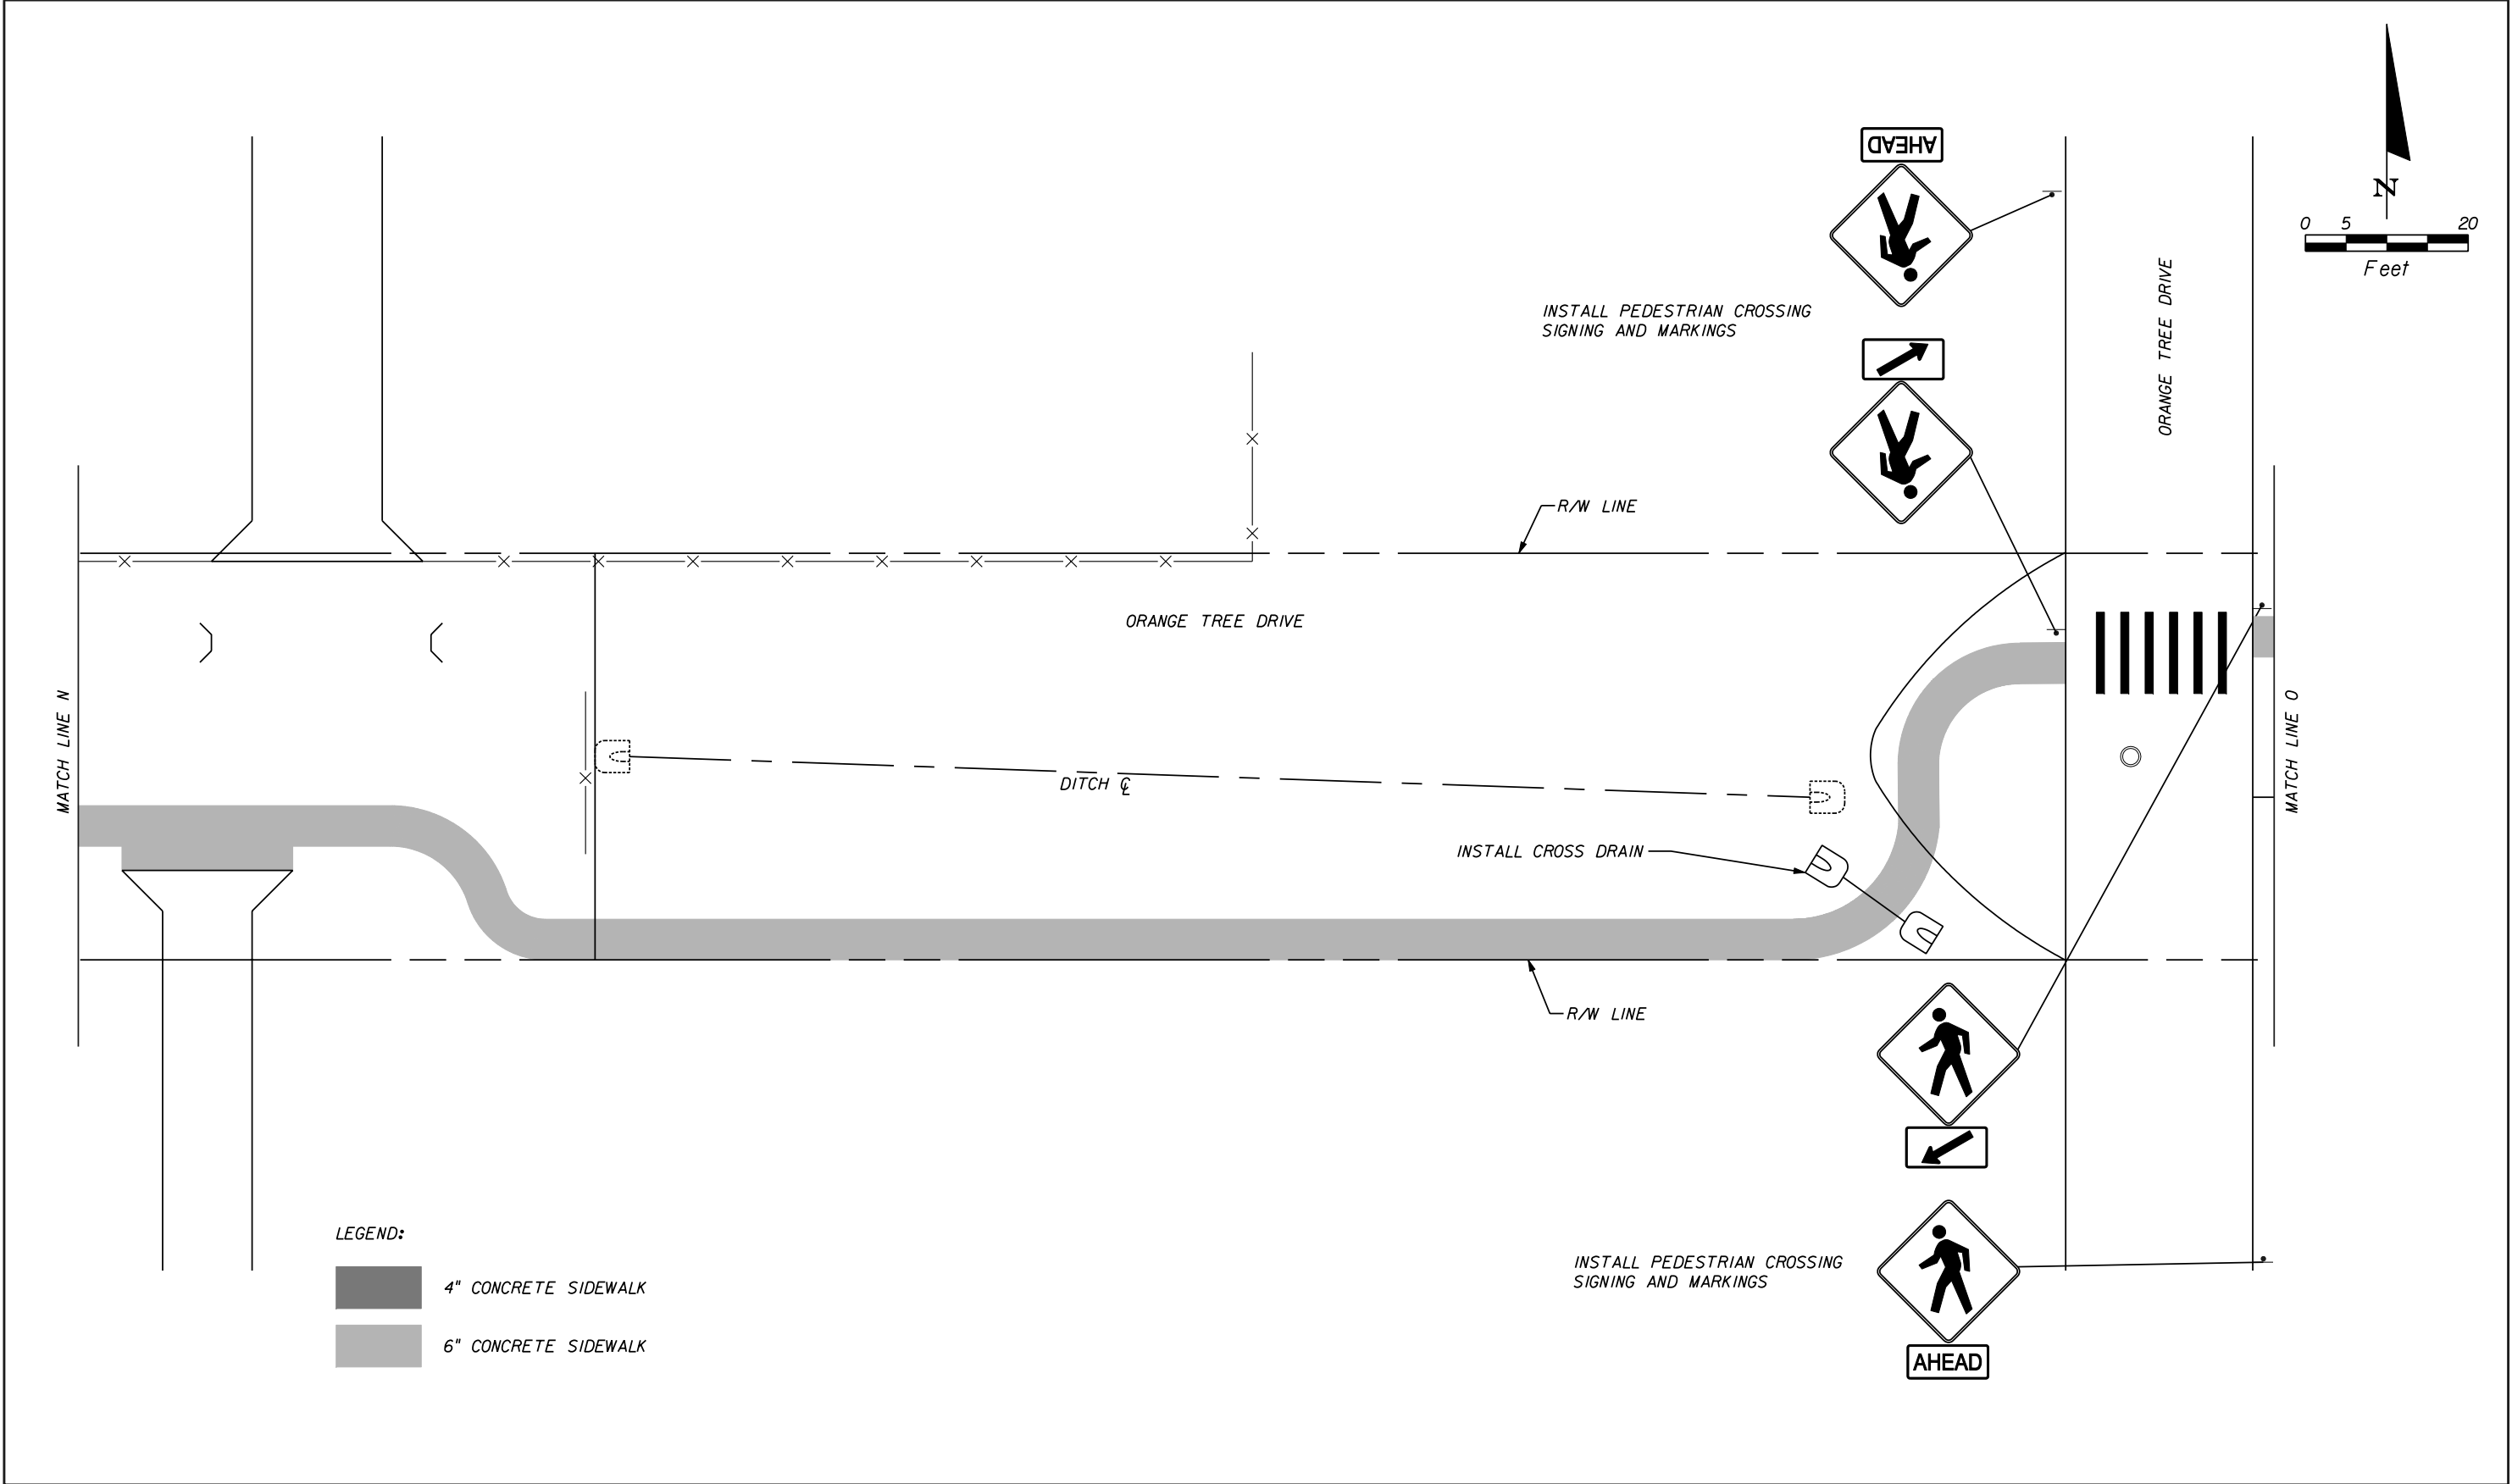 AHEAD
N
0 5 20
Feet
ORANGE TREE DRIVE
INSTALL PEDESTRIAN CROSSING
SIGNING AND MARKINGS
R/W LINE
ORANGE TREE DRIVE
MATCH LINE N
DITCH ℄
MATCH LINE O
INSTALL CROSS DRAIN
R/W LINE
LEGEND:
4" CONCRETE SIDEWALK
6" CONCRETE SIDEWALK
INSTALL PEDESTRIAN CROSSING
SIGNING AND MARKINGS
AHEAD